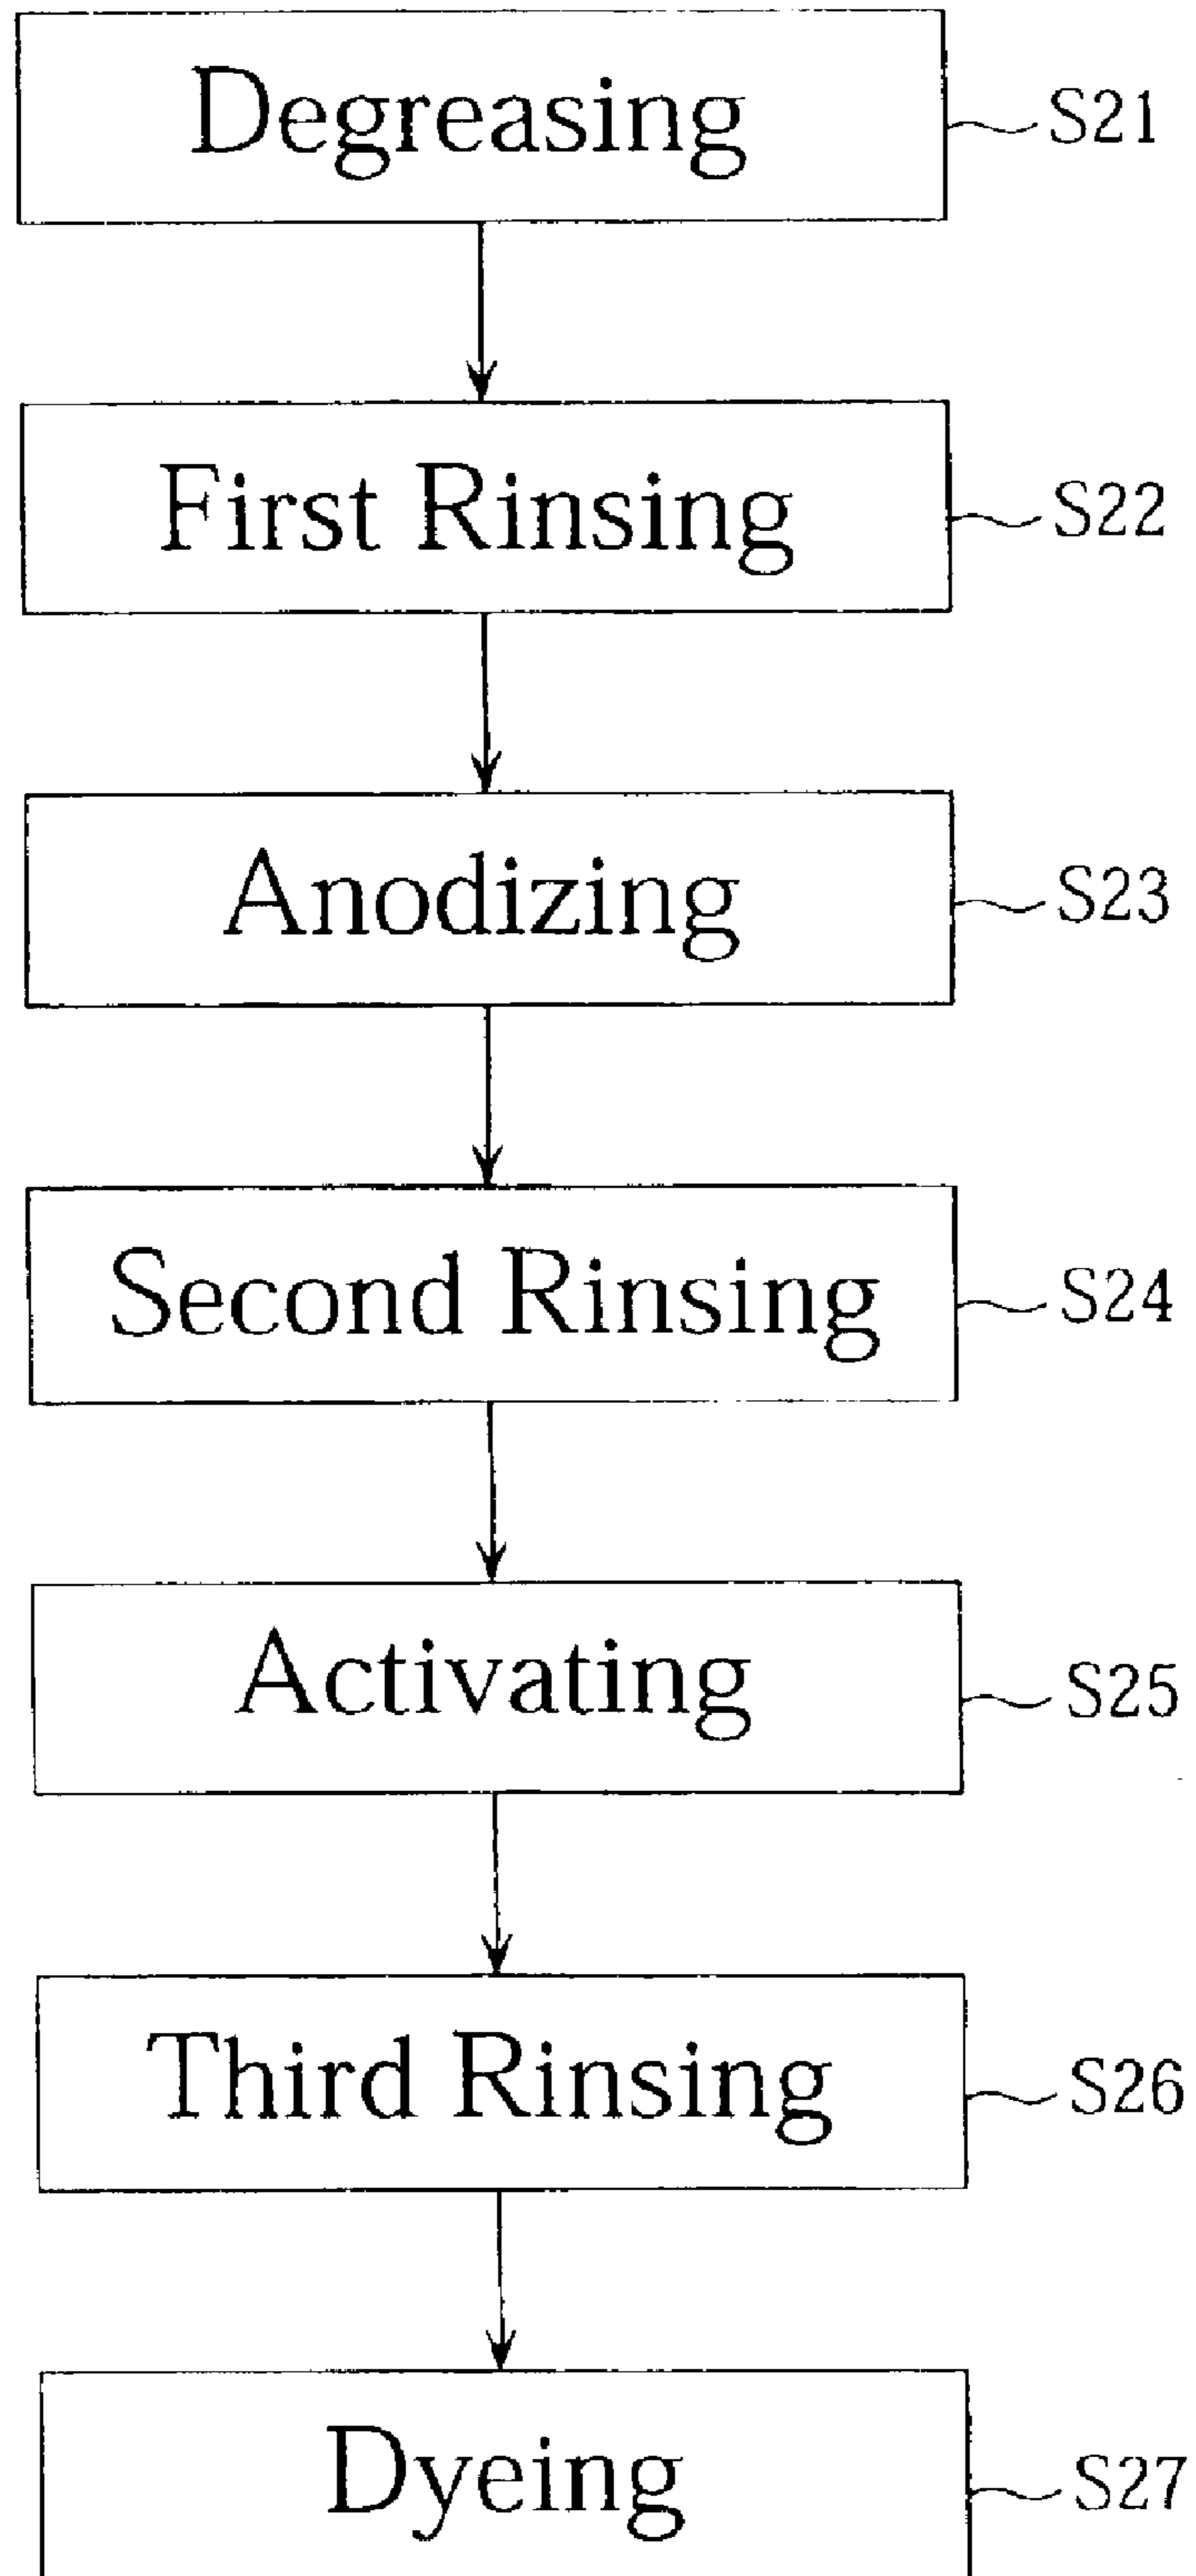 Degreasing S21
First Rinsing S22
Anodizing S23
Second Rinsing S24
Activating S25
Third Rinsing S26
Dyeing S27